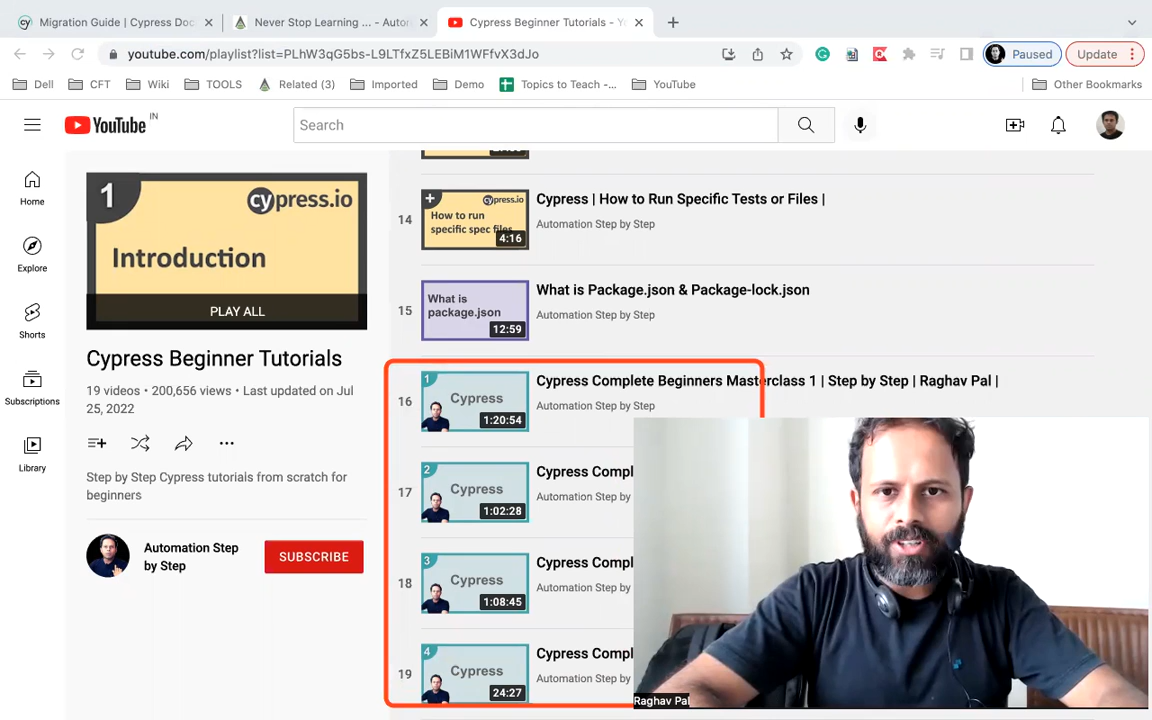 Migration Guide | Cypress Doc
Never Stop Learning ... - Autor
Cypress Beginner Tutorials - Y
youtube.com/playlist?list=PLhW3qG5bs-L9LTfxZ5LEBiM1WFfvX3dJo
Paused
Update
Dell
CFT
Wiki
TOOLS
Related (3)
Imported
Demo
Topics to Teach -...
YouTube
Other Bookmarks
YouTube IN
Search
Home
Explore
Shorts
Subscriptions
Library
1
cypress.io
Introduction
PLAY ALL
Cypress Beginner Tutorials
19 videos • 200,656 views • Last updated on Jul
25, 2022
Step by Step Cypress tutorials from scratch for
beginners
Automation Step
by Step
SUBSCRIBE
14
cypress.io
How to run
specific spec files
4:16
Cypress | How to Run Specific Tests or Files |
Automation Step by Step
15
What is
package.json
12:59
What is Package.json & Package-lock.json
Automation Step by Step
16
1
Cypress
1:20:54
Cypress Complete Beginners Masterclass 1 | Step by Step | Raghav Pal |
Automation Step by Step
17
2
Cypress
1:02:28
Cypress Compl
Automation Step by
18
3
Cypress
1:08:45
Cypress Compl
Automation Step by
19
4
Cypress
24:27
Cypress Compl
Automation Step by
Raghav Pal